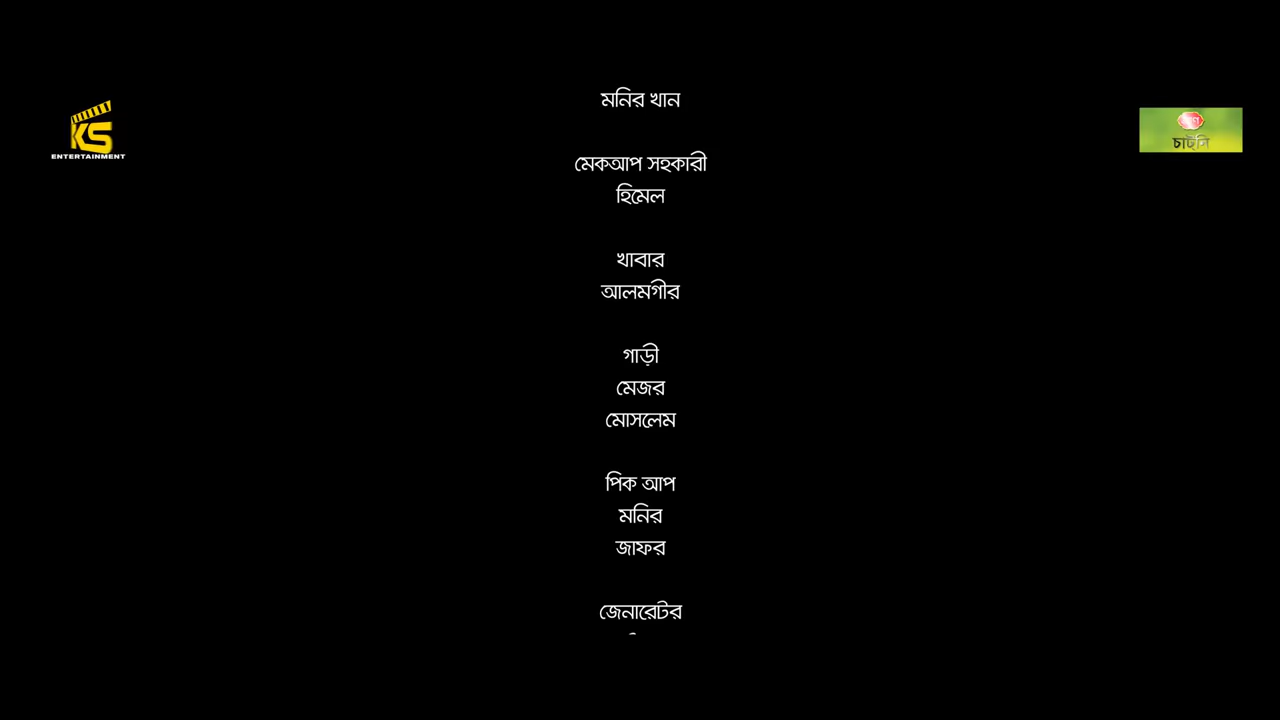 মনির খান
KS
ENTERTAINMENT
মেকআপ সহকারী
হিমেল
খাবার
আলমগীর
গাড়ী
মেজর
মোসলেম
পিক আপ
মনির
জাফর
জেনারেটর